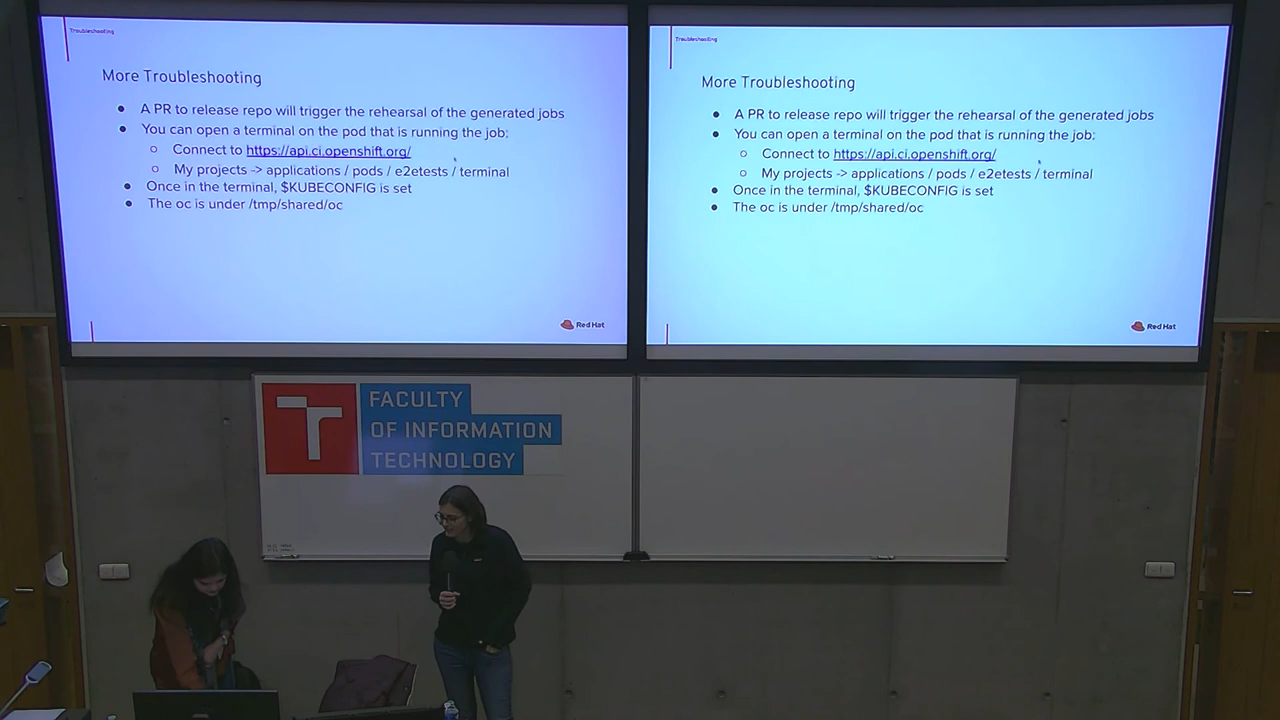 Troubleshooting
More Troubleshooting
A PR to release repo will trigger the rehearsal of the generated jobs
You can open a terminal on the pod that is running the job:
Connect to https://api.ci.openshift.org/
My projects -> applications / pods / e2etests / terminal
Once in the terminal, $KUBECONFIG is set
The oc is under /tmp/shared/oc
Red Hat
Troubleshooting
More Troubleshooting
A PR to release repo will trigger the rehearsal of the generated jobs
You can open a terminal on the pod that is running the job:
Connect to https://api.ci.openshift.org/
My projects -> applications / pods / e2etests / terminal
Once in the terminal, $KUBECONFIG is set
The oc is under /tmp/shared/oc
Red Hat
T
FACULTY
OF INFORMATION
TECHNOLOGY